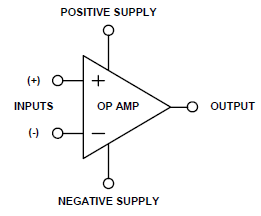 POSITIVE SUPPLY
(+)
+
INPUTS
OP AMP
OUTPUT
(-)
−
NEGATIVE SUPPLY